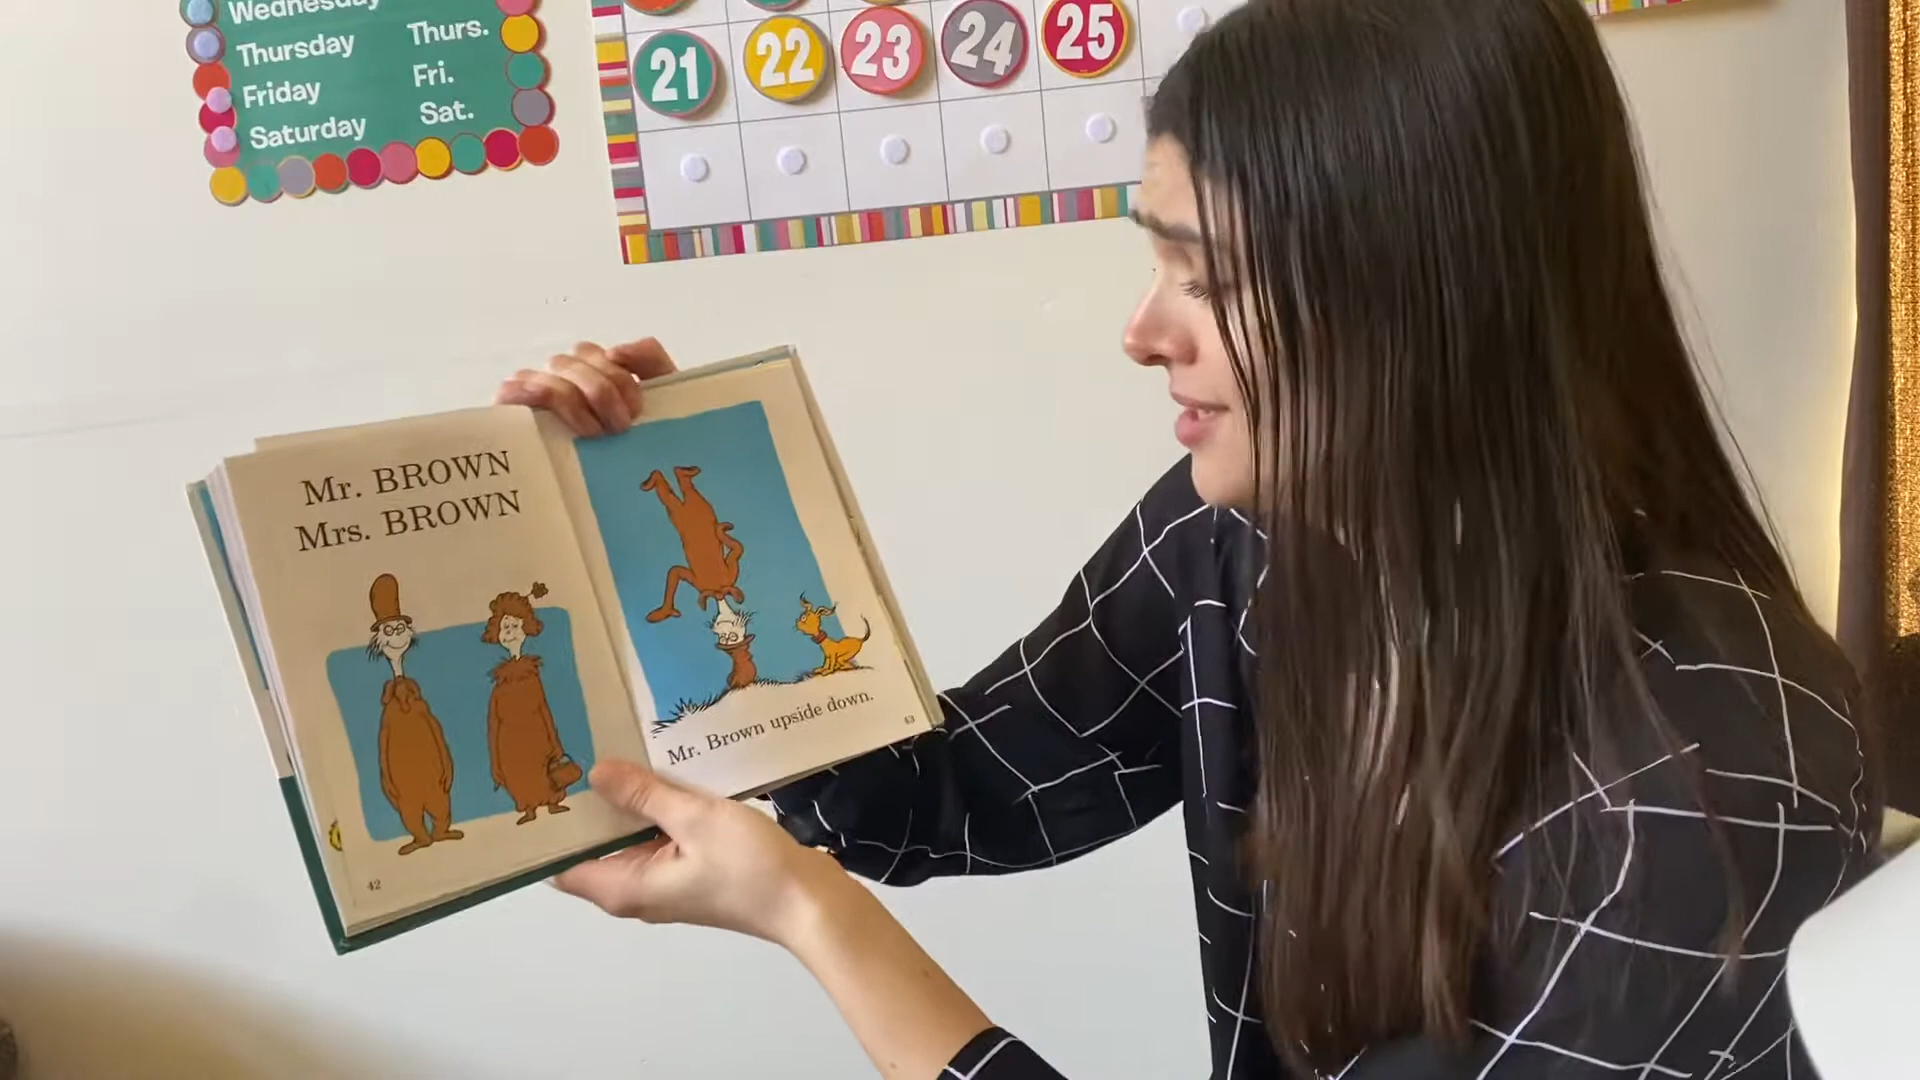 Wednesday
Thursday Thurs.
Friday Fri.
Saturday Sat.
21 22 23 24 25
Mr. BROWN
Mrs. BROWN
42
Mr. Brown upside down.
43